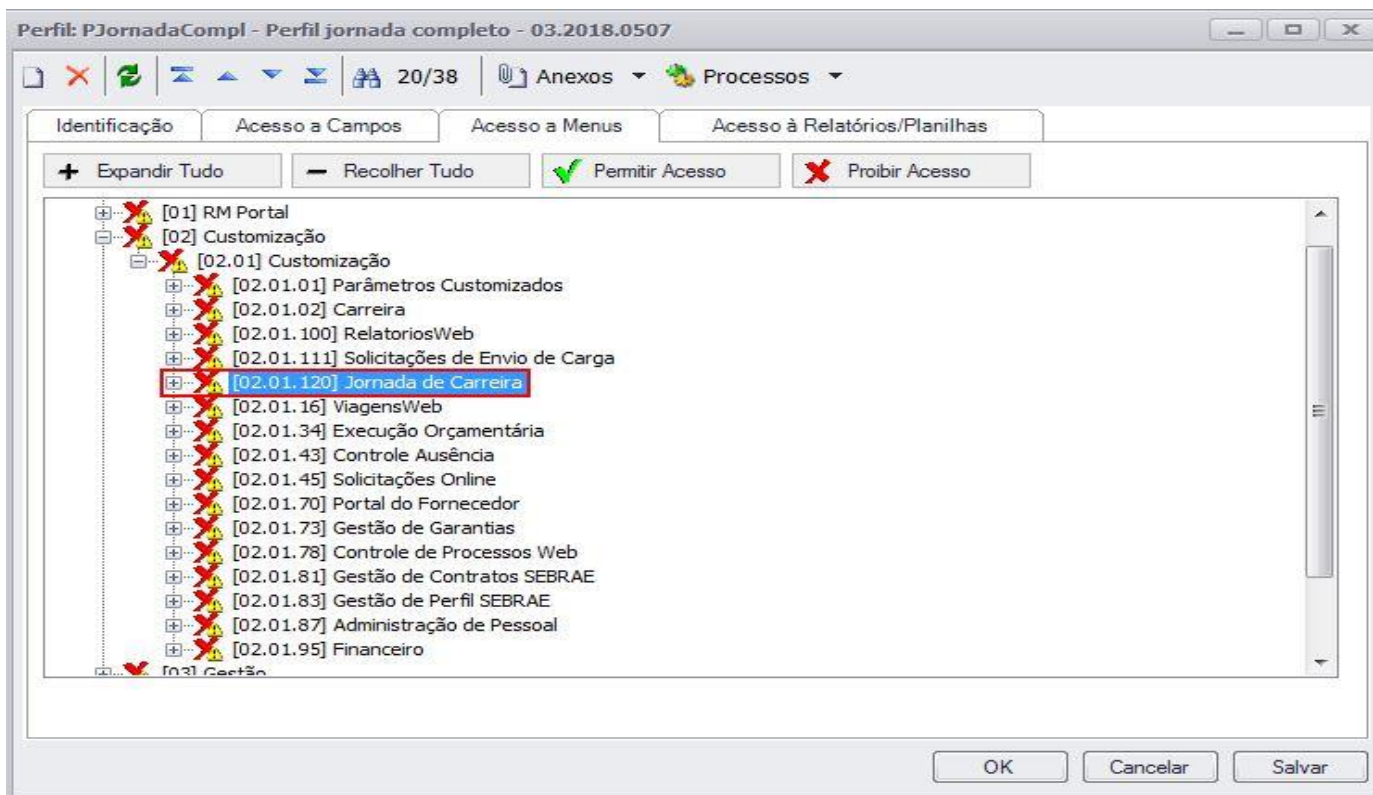 Perfil: PJornadaCompl - Perfil jornada completo - 03.2018.0507
20/38 Anexos Processos
Identificação Acesso a Campos Acesso a Menus Acesso à Relatórios/Planilhas
Expandir Tudo Recolher Tudo Permitir Acesso Proibir Acesso
[01] RM Portal
[02] Customização
[02.01] Customização
[02.01.01] Parâmetros Customizados
[02.01.02] Carreira
[02.01.100] RelatoriosWeb
[02.01.111] Solicitações de Envio de Carga
[02.01.120] Jornada de Carreira
[02.01.16] ViagensWeb
[02.01.34] Execução Orçamentária
[02.01.43] Controle Ausência
[02.01.45] Solicitações Online
[02.01.70] Portal do Fornecedor
[02.01.73] Gestão de Garantias
[02.01.78] Controle de Processos Web
[02.01.81] Gestão de Contratos SEBRAE
[02.01.83] Gestão de Perfil SEBRAE
[02.01.87] Administração de Pessoal
[02.01.95] Financeiro
[03] Gestão
OK Cancelar Salvar